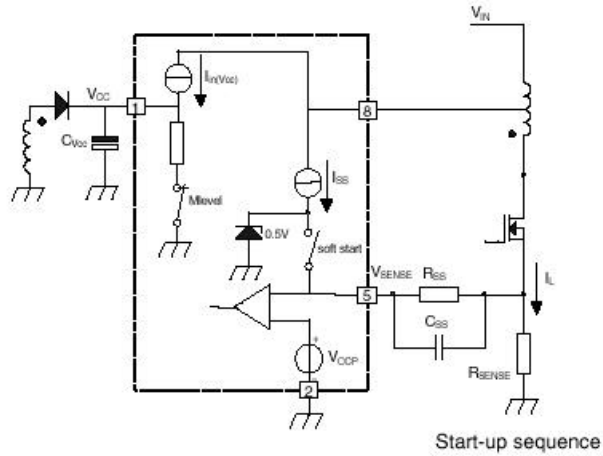 VIN
Iin(Vcc)
VCC
1
8
CVcc
ISS
Mlevel
0.5V
soft start
VSENSE
RSS
5
IL
CSS
+
VCCP
RSENSE
2
Start-up sequence